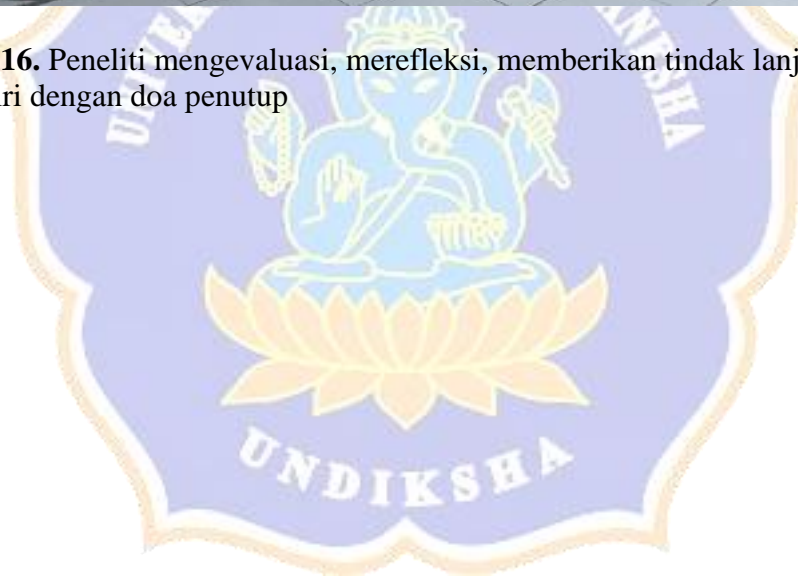 16. Peneliti mengevaluasi, merefleksi, memberikan tindak lanj
ri dengan doa penutup
UNDIKSHA